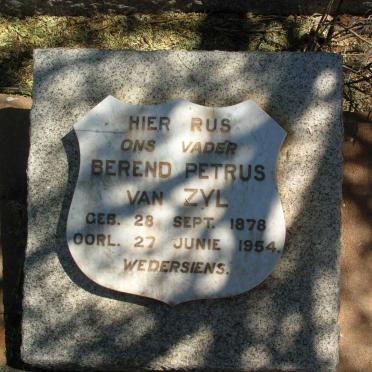 HIER RUS
ONS VADER
BEREND PETRUS
VAN ZYL
GEB. 28 SEPT. 1878
OORL. 27 JUNIE 1954.
WEDERSIENS.